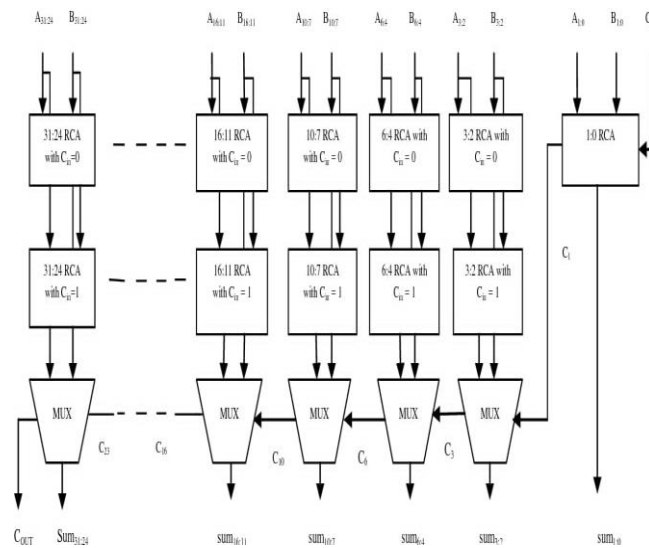 A31:24 B31:24 A16:11 B16:11 A10:7 B10:7 A6:4 B6:4 A3:2 B3:2 A1:0 B1:0 C
31:24 RCA
with Cin=0
16:11 RCA
with Cin = 0
10:7 RCA
with Cin = 0
6:4 RCA with
Cin = 0
3:2 RCA with
Cin = 0
1:0 RCA
31:24 RCA
with Cin=1
16:11 RCA
with Cin = 1
10:7 RCA
with Cin = 1
6:4 RCA with
Cin = 1
3:2 RCA with
Cin = 1
C1
MUX MUX MUX MUX MUX
C23 C16 C10 C6 C3
COUT Sum31:24 sum16:11 sum10:7 sum6:4 sum3:2 sum1:0